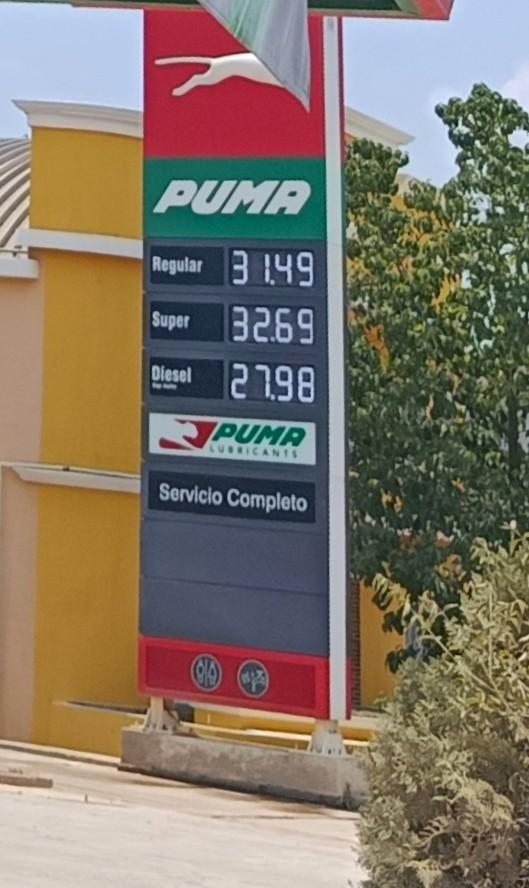 PUMA
Regular 31.49
Super 32.69
Diesel 27.98
PUMA
LUBRICANTS
Servicio Completo